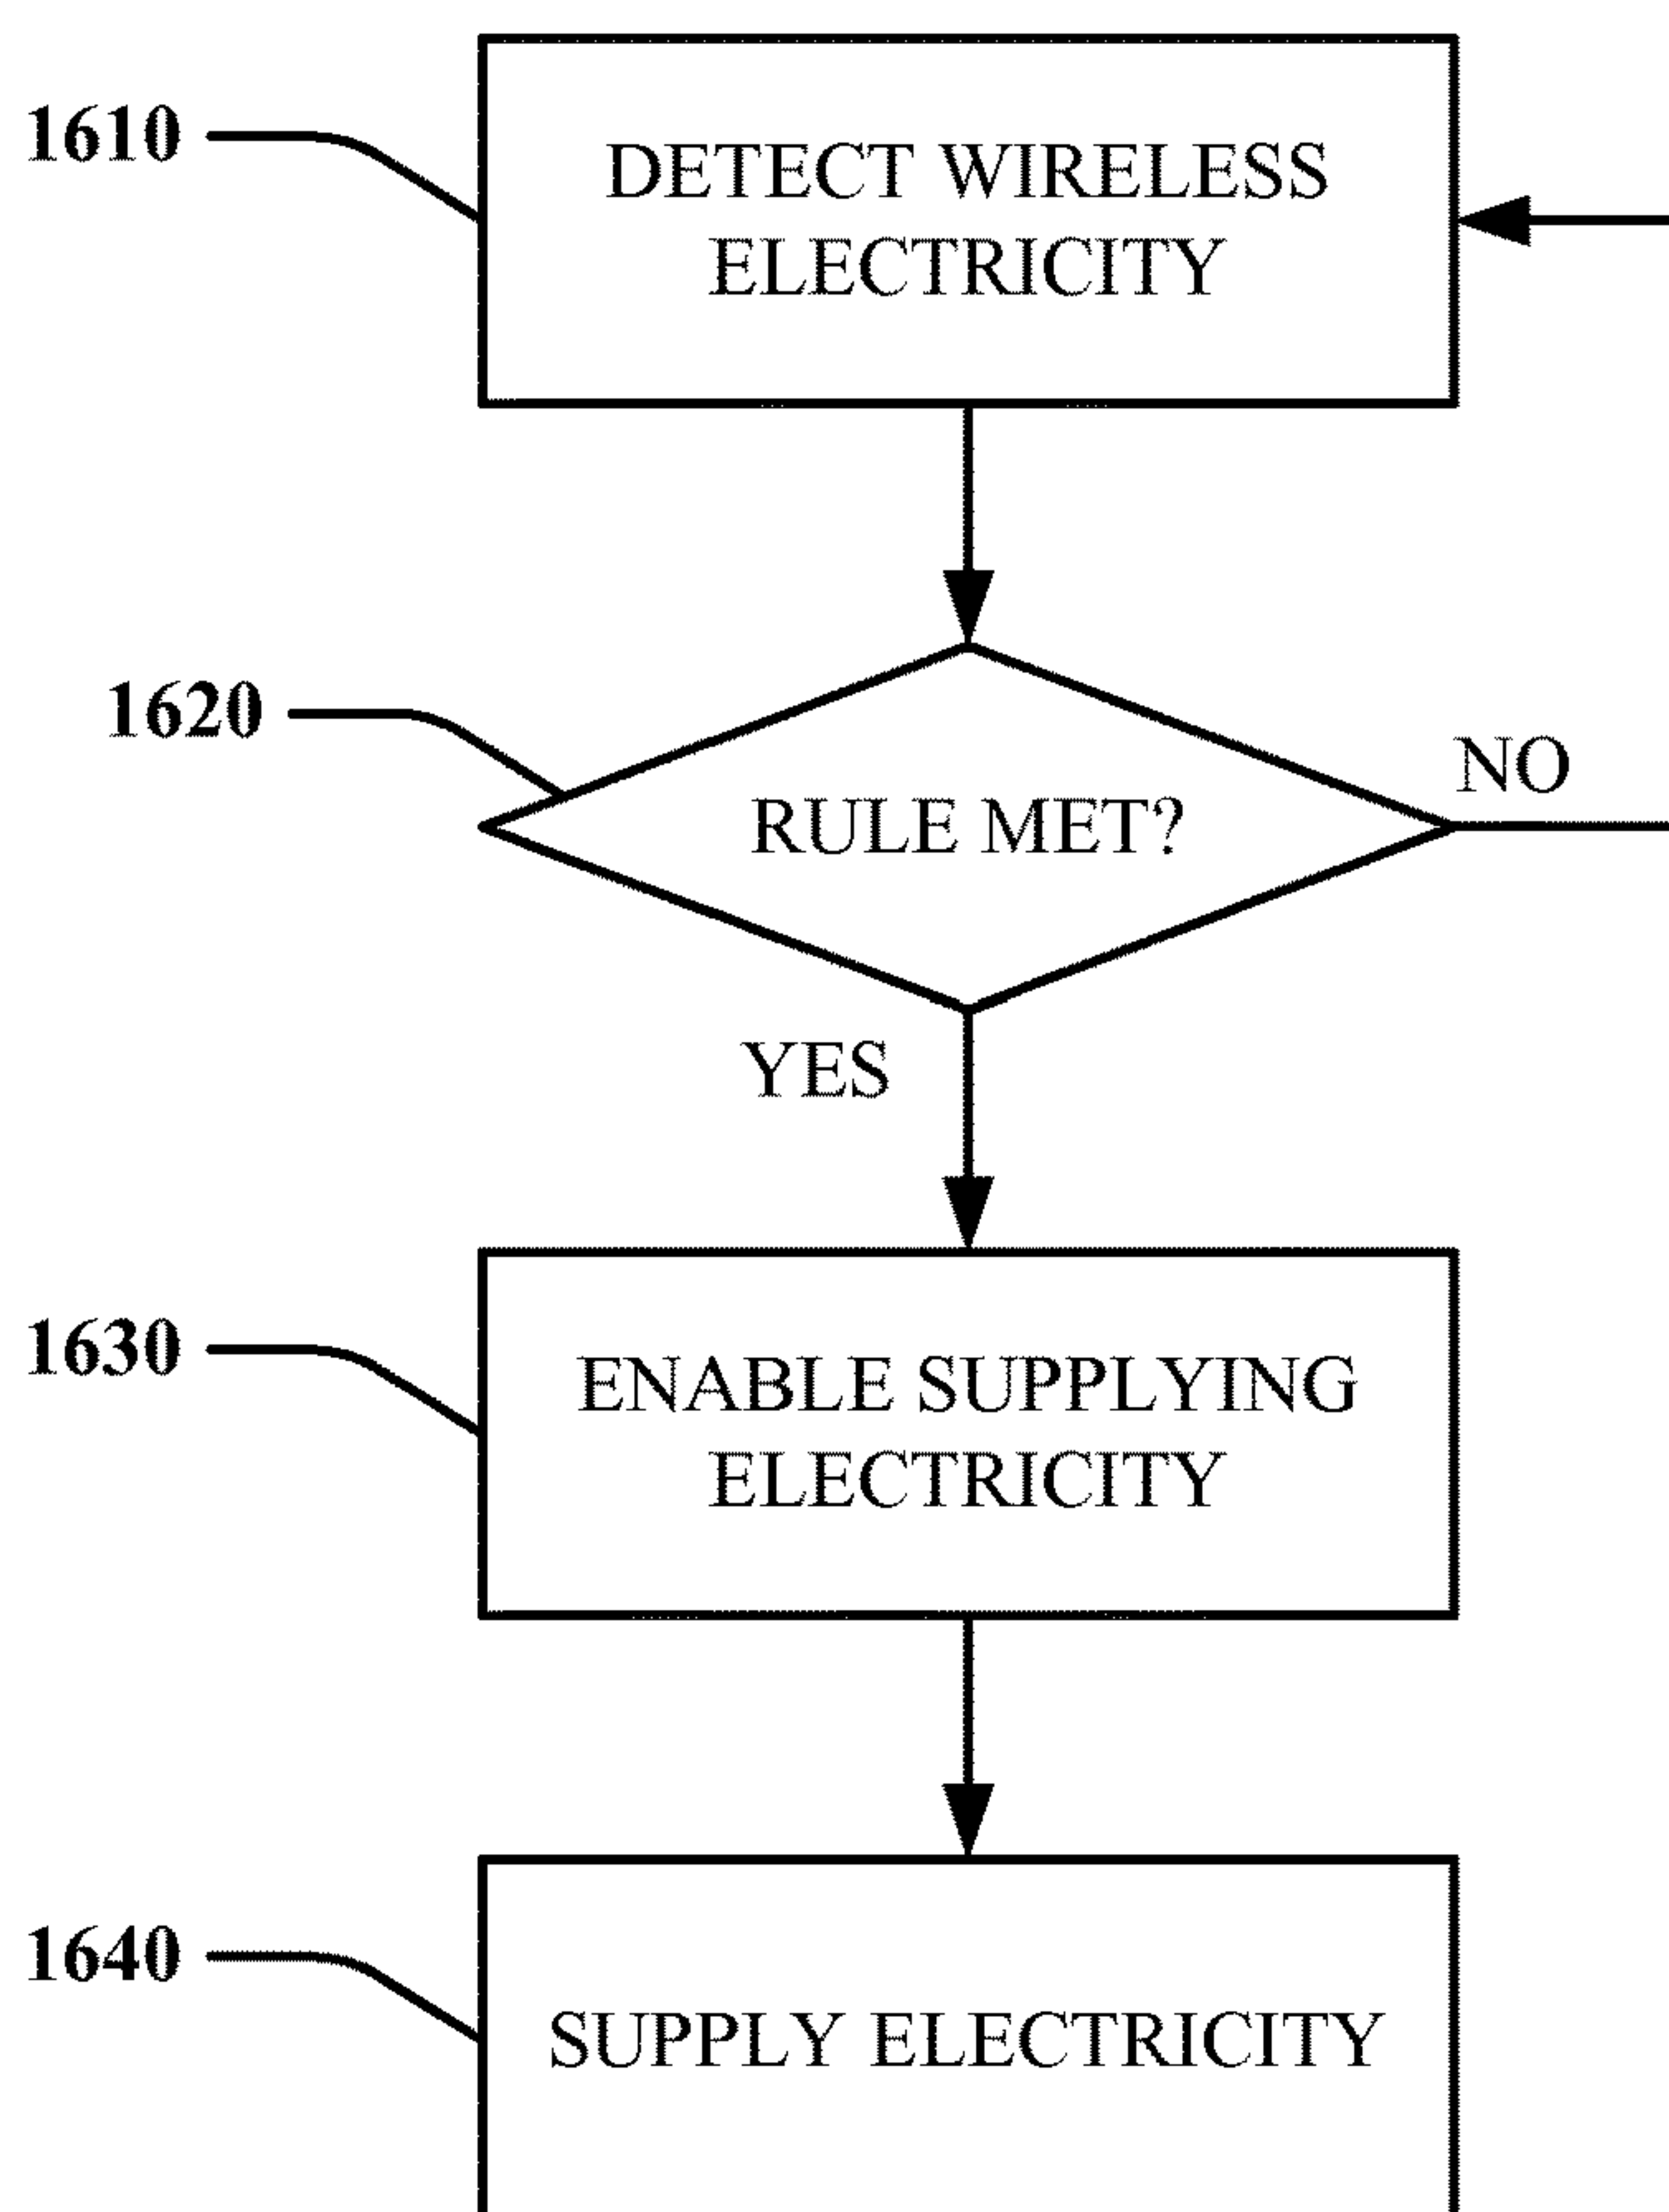 1610
DETECT WIRELESS
ELECTRICITY
1620
RULE MET?
NO
YES
1630
ENABLE SUPPLYING
ELECTRICITY
1640
SUPPLY ELECTRICITY